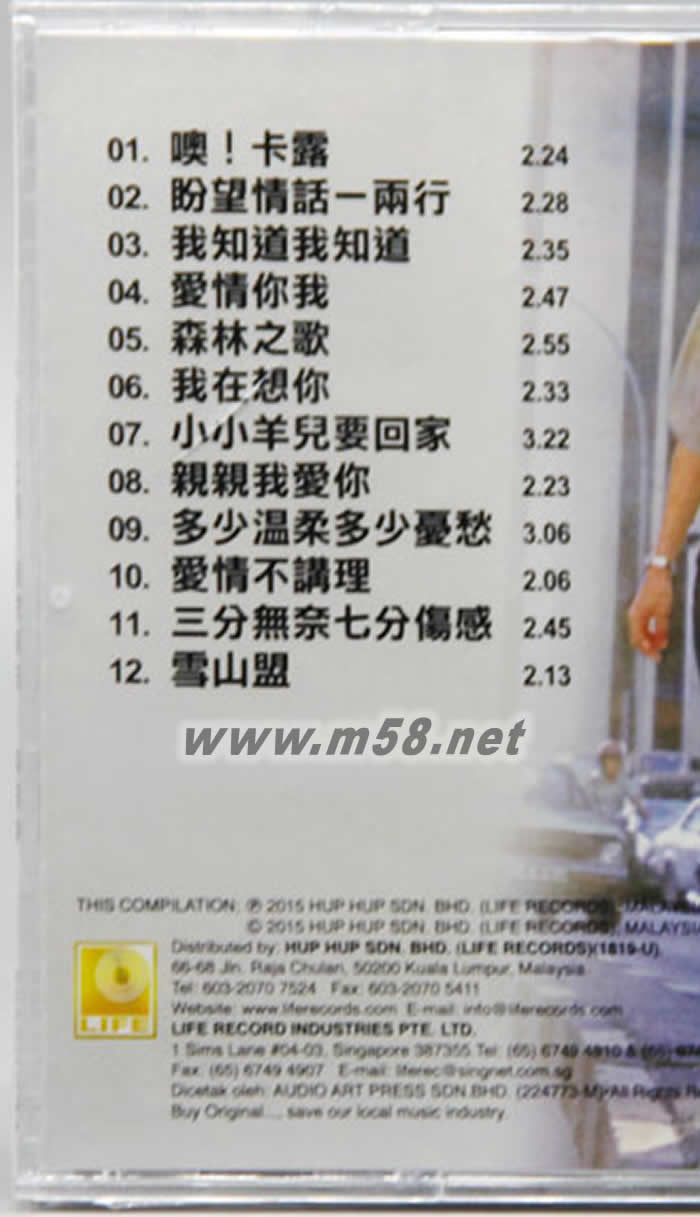 01. 噢！卡露 2.24
02. 盼望情話一兩行 2.28
03. 我知道我知道 2.35
04. 愛情你我 2.47
05. 森林之歌 2.55
06. 我在想你 2.33
07. 小小羊兒要回家 3.22
08. 親親我愛你 2.23
09. 多少温柔多少憂愁 3.06
10. 愛情不講理 2.06
11. 三分無奈七分傷感 2.45
12. 雪山盟 2.13
www.m58.net
THIS COMPILATION: ℗ 2015 HUP HUP SDN. BHD. (LIFE RECORDS), MALAYSIA
© 2015 HUP HUP SDN. BHD. (LIFE RECORDS), MALAYSIA
Distributed by: HUP HUP SDN. BHD. (LIFE RECORDS)(1819-U)
66-68 Jln. Raja Chulan, 50200 Kuala Lumpur, Malaysia.
Tel: 603-2070 7524 Fax: 603-2070 5411
Website: www.liferecords.com E-mail: info@liferecords.com
LIFE
LIFE RECORD INDUSTRIES PTE. LTD.
1 Sims Lane #04-03, Singapore 387355 Tel: (65) 6749 4910 & (65)
Fax: (65) 6749 4907 E-mail: liferec@singnet.com.sg
Dicetak oleh: AUDIO ART PRESS SDN.BHD. (224773-M) All Rights
Buy Original..., save our local music industry.